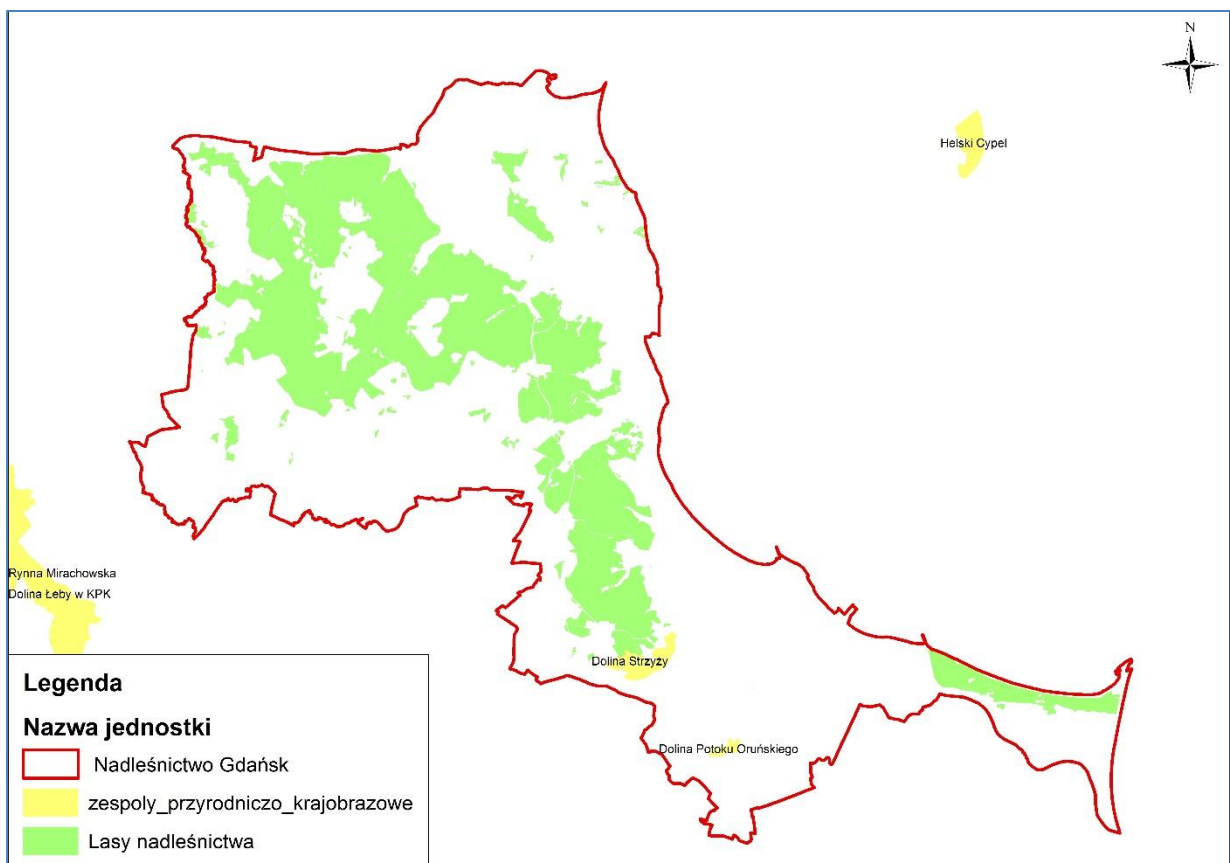 N
Helski Cypel
Rynna Mirachowska
Dolina Łeby w KPK
Dolina Strzyży
Dolina Potoku Oruńskiego
Legenda
Nazwa jednostki
Nadleśnictwo Gdańsk
zespoly_przyrodniczo_krajobrazowe
Lasy nadleśnictwa